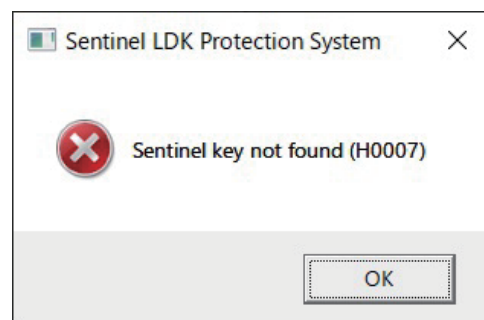 Sentinel LDK Protection System
Sentinel key not found (H0007)
OK